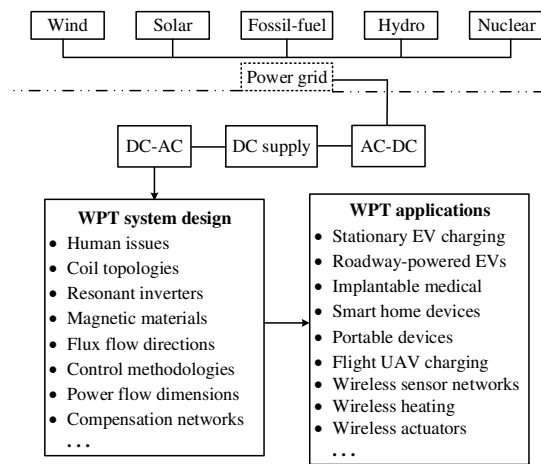 Wind Solar Fossil-fuel Hydro Nuclear
Power grid
DC-AC DC supply AC-DC
WPT system design
• Human issues
• Coil topologies
• Resonant inverters
• Magnetic materials
• Flux flow directions
• Control methodologies
• Power flow dimensions
• Compensation networks
...
WPT applications
• Stationary EV charging
• Roadway-powered EVs
• Implantable medical
• Smart home devices
• Portable devices
• Flight UAV charging
• Wireless sensor networks
• Wireless heating
• Wireless actuators
...